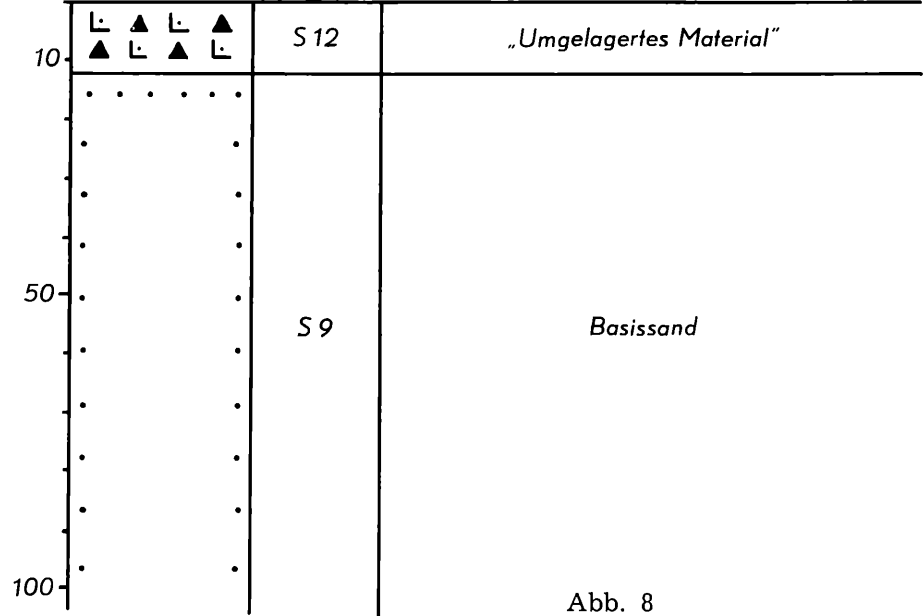 S 12
„Umgelagertes Material“
10
50
S 9
Basissand
100
Abb. 8